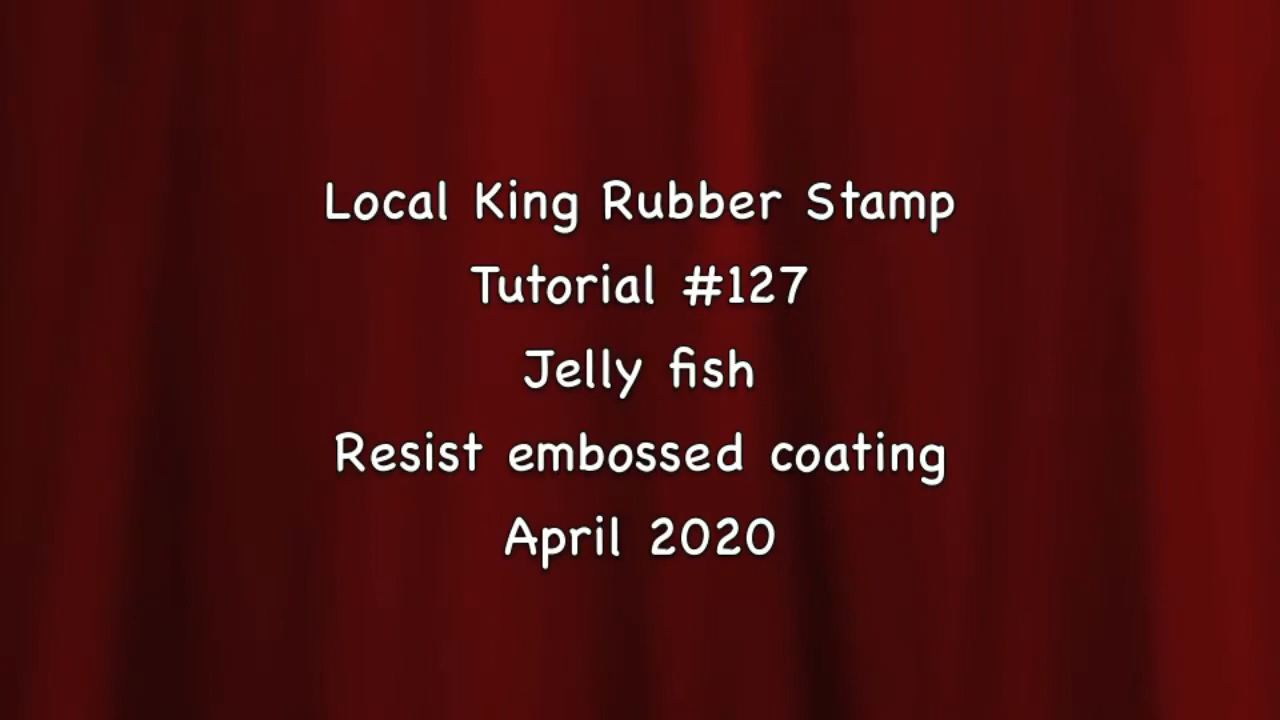 Local King Rubber Stamp
Tutorial #127
Jelly fish
Resist embossed coating
April 2020